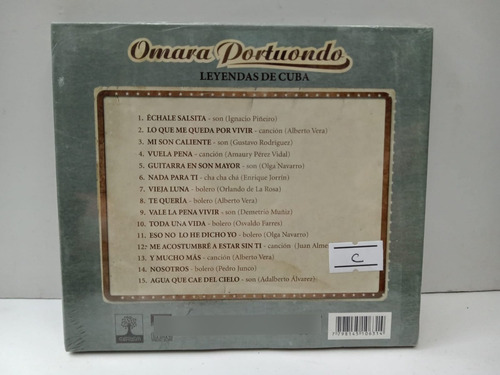 Omara Portuondo
LEYENDAS DE CUBA
1. ÉCHALE SALSITA - son (Ignacio Piñeiro)
2. LO QUE ME QUEDA POR VIVIR - canción (Alberto Vera)
3. MI SON CALIENTE - son (Gustavo Rodríguez)
4. VUELA PENA - canción (Amaury Pérez Vidal)
5. GUITARRA EN SON MAYOR - son (Olga Navarro)
6. NADA PARA TI - cha cha chá (Enrique Jorrín)
7. VIEJA LUNA - bolero (Orlando de La Rosa)
8. TE QUERÍA - bolero (Alberto Vera)
9. VALE LA PENA VIVIR - son (Demetrio Muñiz)
10. TODA UNA VIDA - bolero (Osvaldo Farres)
11. ESO NO LO HE DICHO YO - bolero (Olga Navarro)
12. ME ACOSTUMBRÉ A ESTAR SIN TI - canción (Juan Alme
13. Y MUCHO MÁS - canción (Alberto Vera)
14. NOSOTROS - bolero (Pedro Junco)
15. AGUA QUE CAE DEL CIELO - son (Adalberto Álvarez)
C